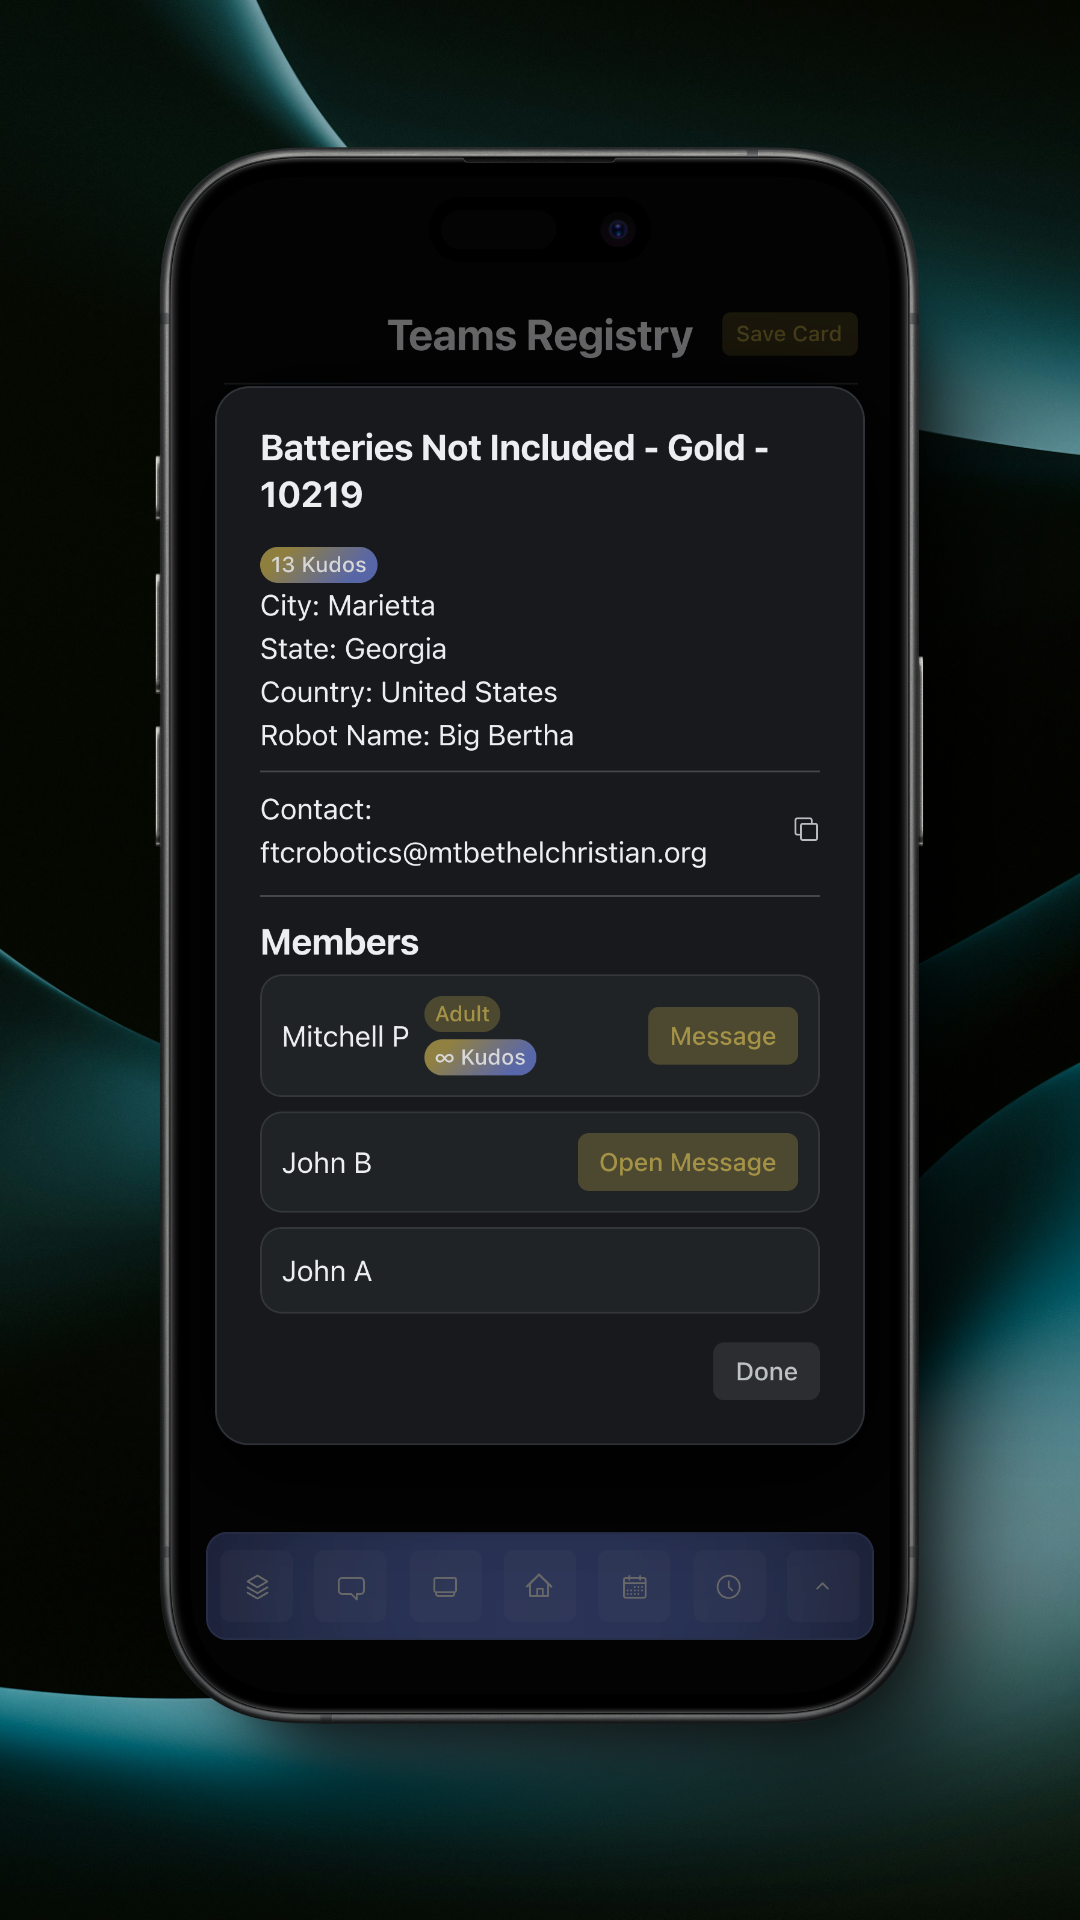 Teams Registry
Save Card
Batteries Not Included - Gold -
10219
13 Kudos
City: Marietta
State: Georgia
Country: United States
Robot Name: Big Bertha
Contact:
ftcrobotics@mtbethelchristian.org
Members
Mitchell P
Adult
∞ Kudos
Message
John B
Open Message
John A
Done